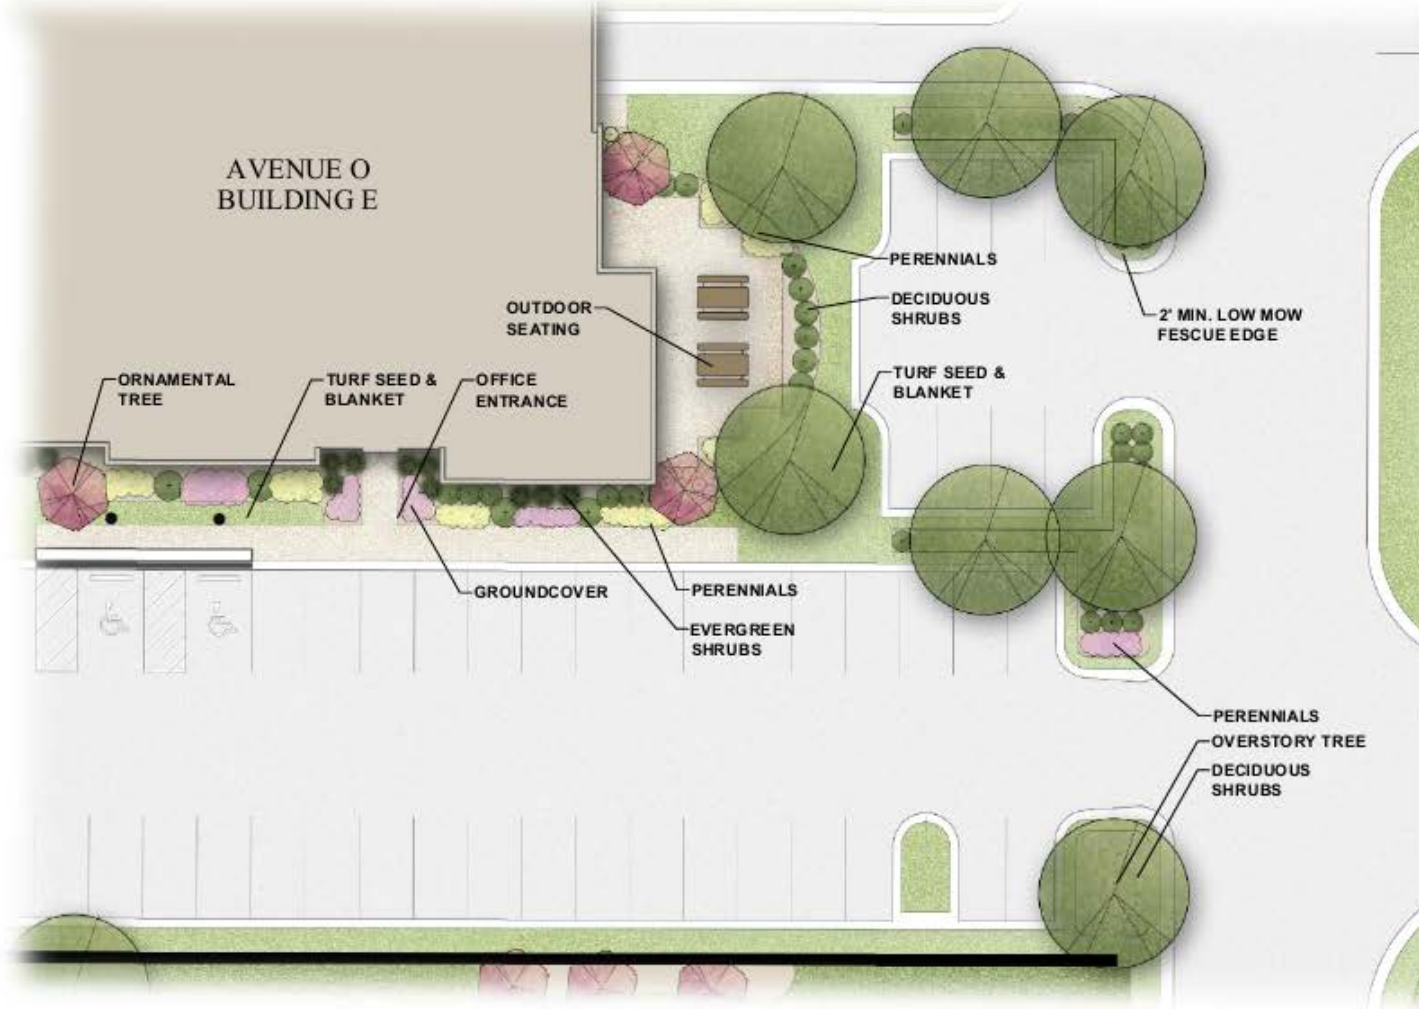 AVENUE O
BUILDING E
PERENNIALS
OUTDOOR
SEATING
DECIDUOUS
SHRUBS
2' MIN. LOW MOW
FESCUE EDGE
ORNAMENTAL
TREE
TURF SEED &
BLANKET
OFFICE
ENTRANCE
TURF SEED &
BLANKET
GROUNDCOVER
PERENNIALS
EVERGREEN
SHRUBS
PERENNIALS
OVERSTORY TREE
DECIDUOUS
SHRUBS